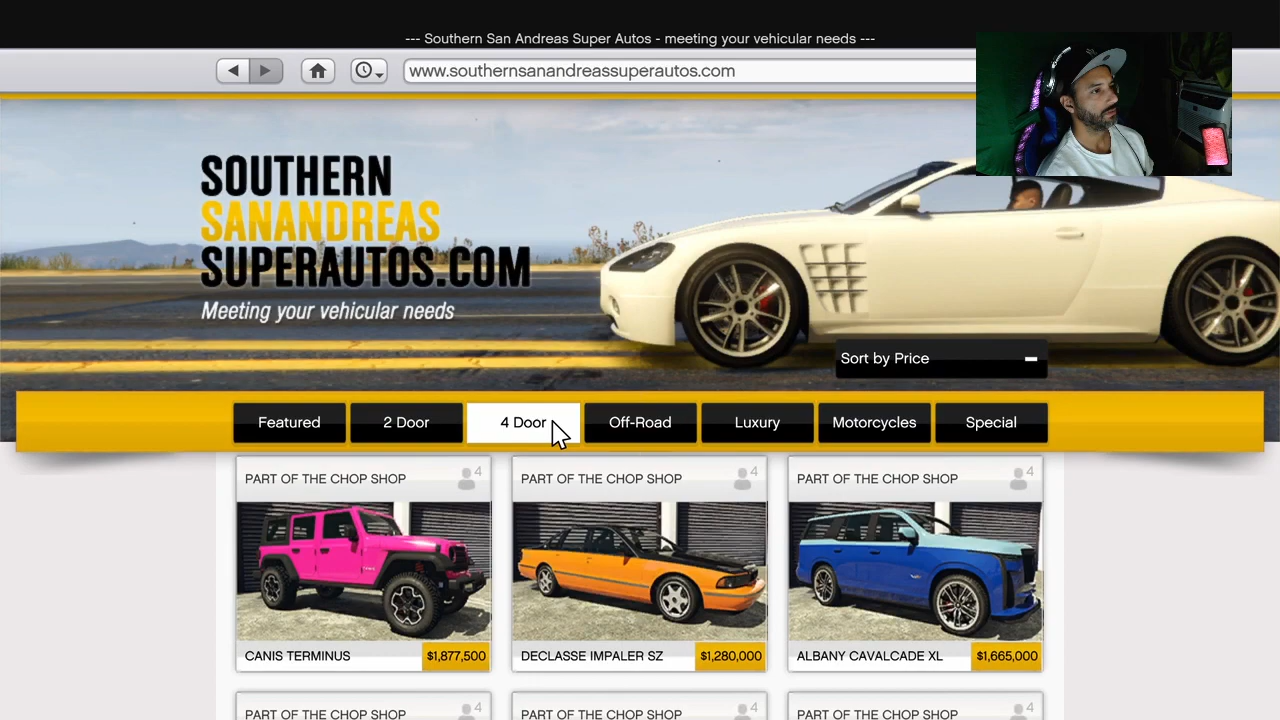 --- Southern San Andreas Super Autos - meeting your vehicular needs ---
www.southernsanandreassuperautos.com
SOUTHERN
SANANDREAS
SUPERAUTOS.COM
Meeting your vehicular needs
Sort by Price
Featured 2 Door 4 Door Off-Road Luxury Motorcycles Special
PART OF THE CHOP SHOP 4 PART OF THE CHOP SHOP 4 PART OF THE CHOP SHOP 4
CANIS TERMINUS $1,877,500 DECLASSE IMPALER SZ $1,280,000 ALBANY CAVALCADE XL $1,665,000
PART OF THE CHOP SHOP 4 PART OF THE CHOP SHOP 4 PART OF THE CHOP SHOP 4